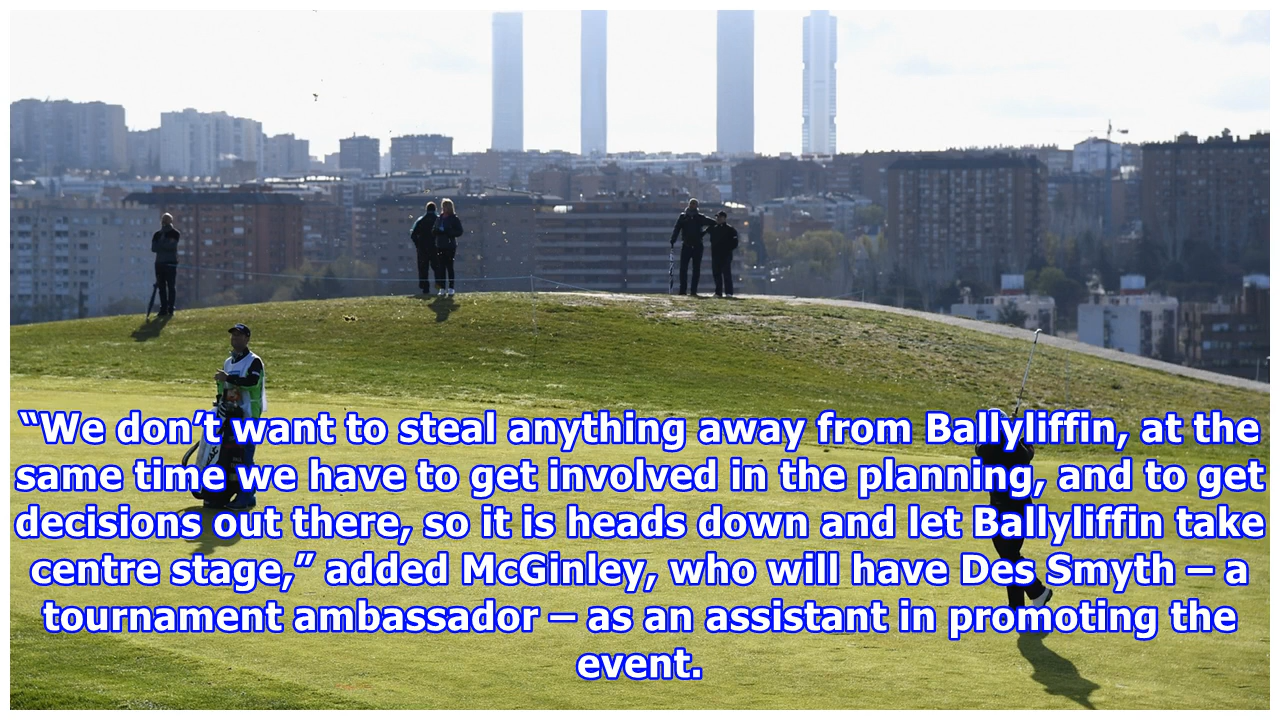 “We don’t want to steal anything away from Ballyliffin, at the
same time we have to get involved in the planning, and to get
decisions out there, so it is heads down and let Ballyliffin take
centre stage,” added McGinley, who will have Des Smyth – a
tournament ambassador – as an assistant in promoting the
event.